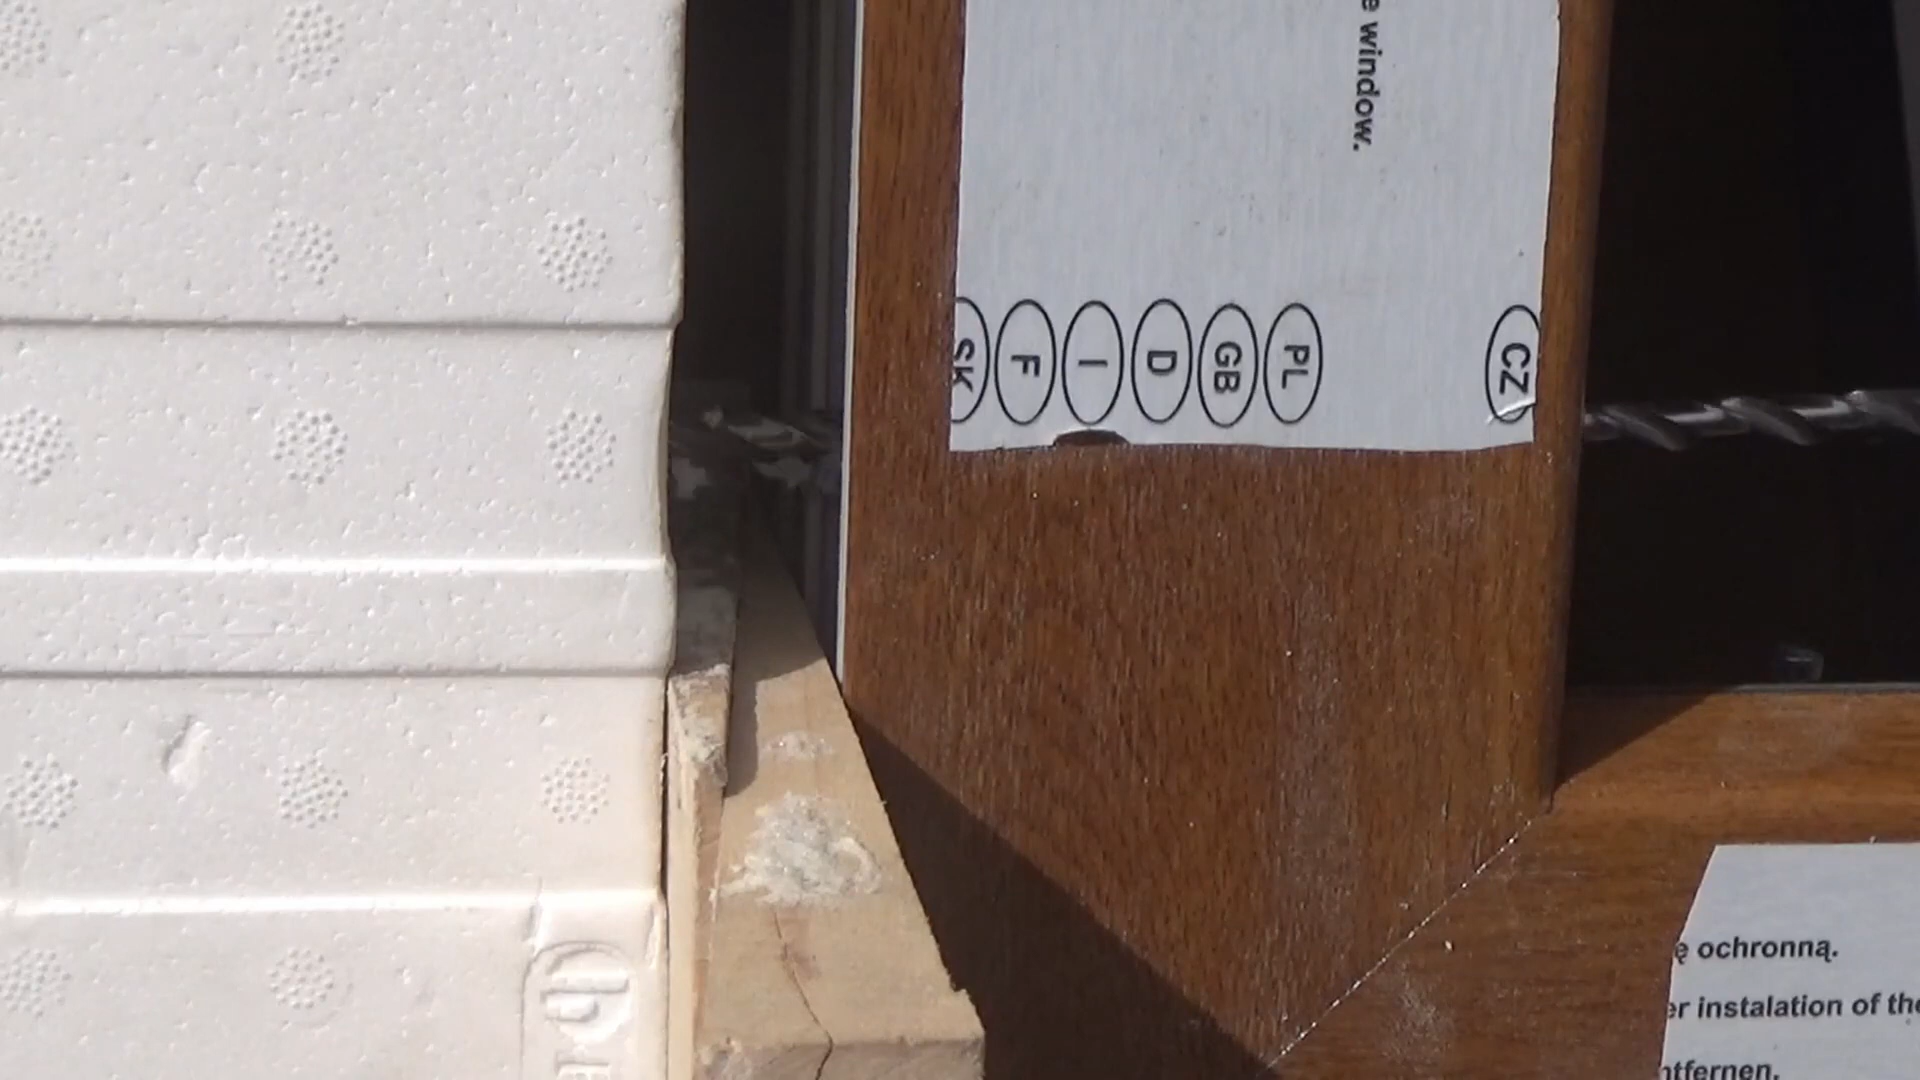 e window.
CZ
PL
GB
D
I
F
SK
ę ochronną.
er instalation of the
ntfernen.